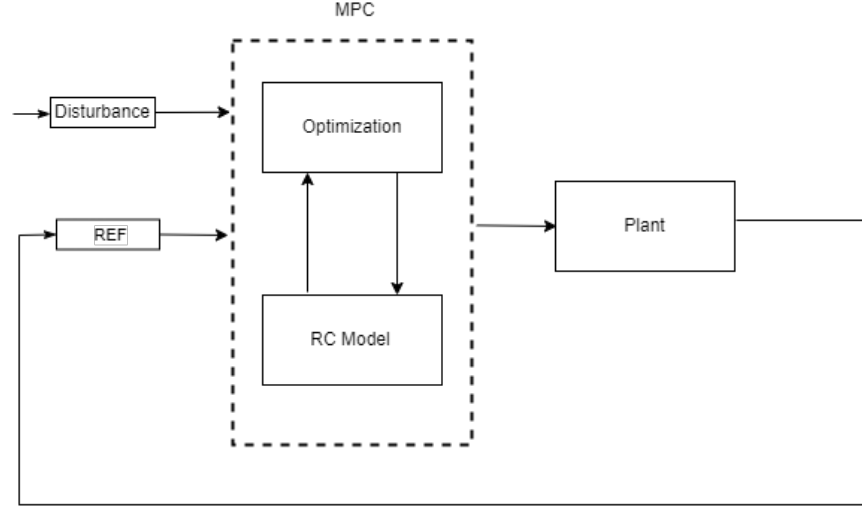 MPC
Disturbance
Optimization
REF
Plant
RC Model